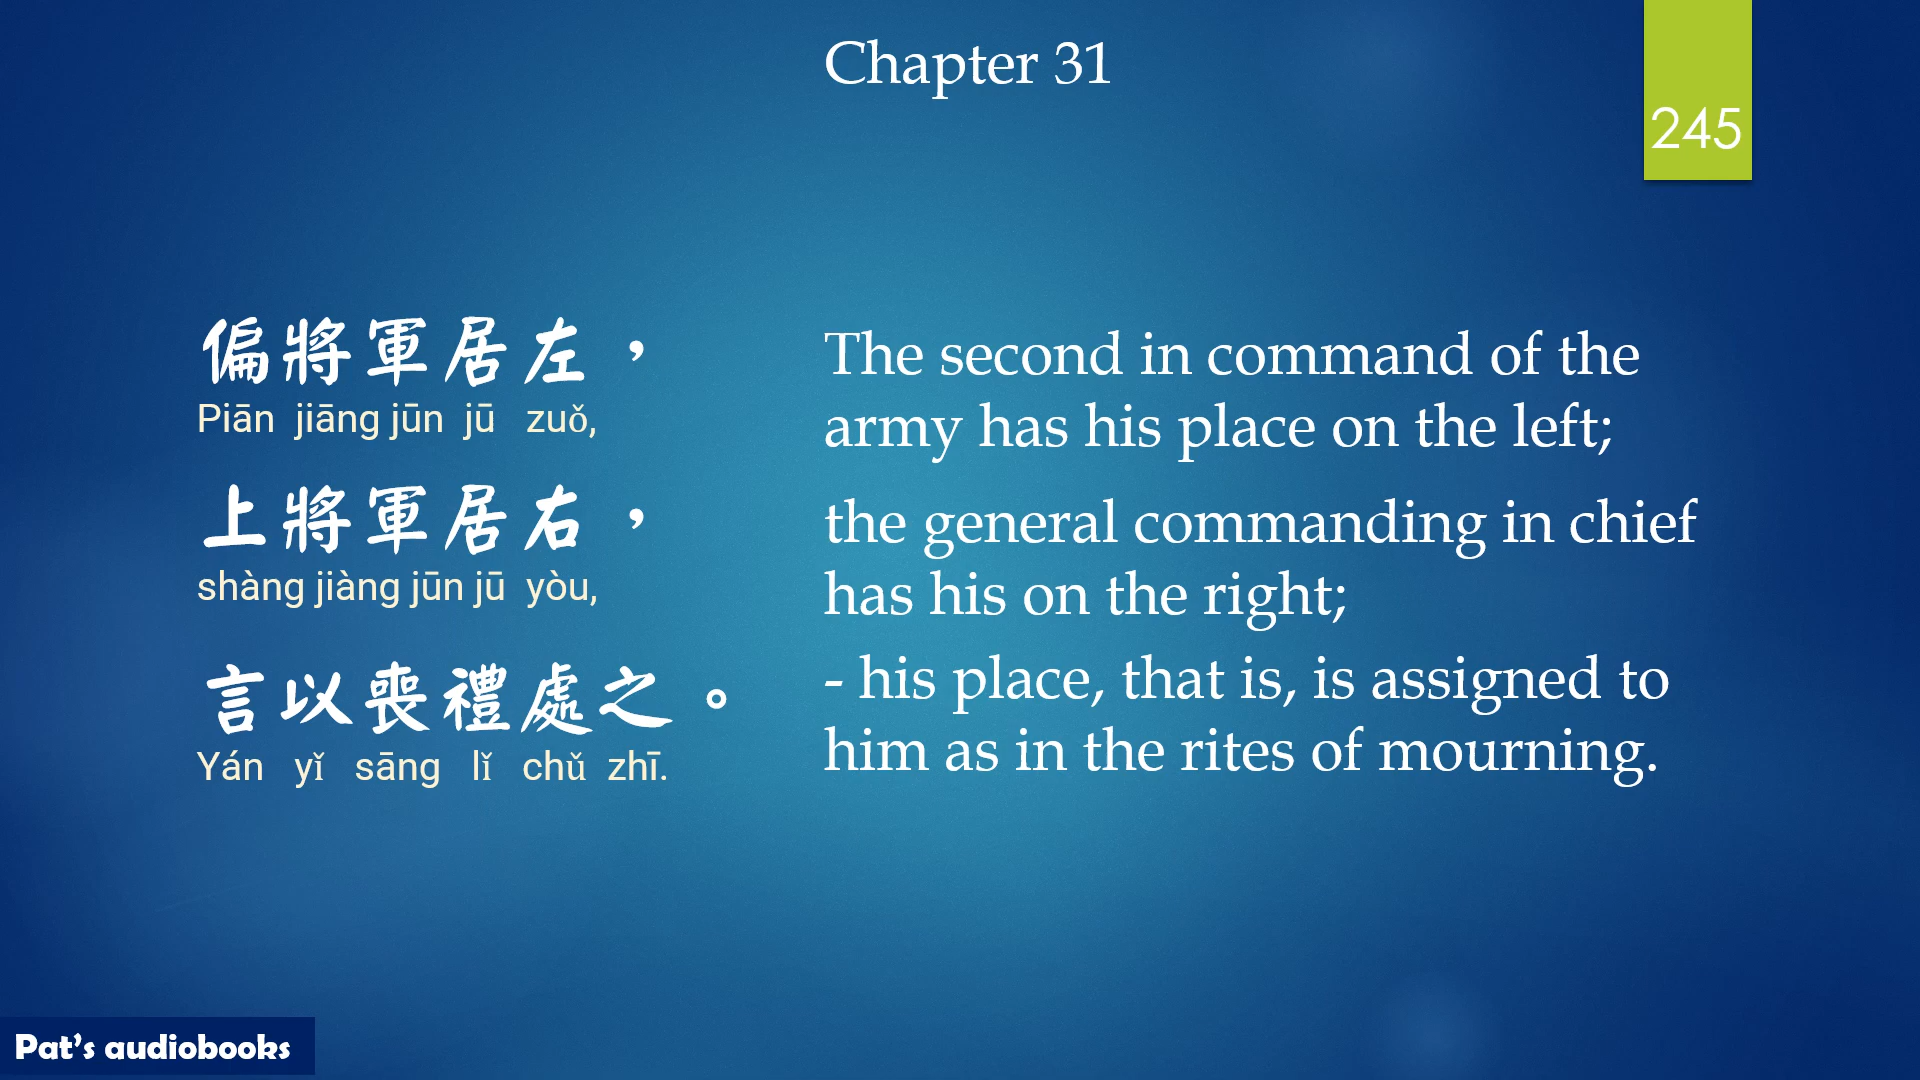 Chapter 31
245
偏將軍居左，
Piān jiāng jūn jū zuǒ,
上將軍居右，
shàng jiàng jūn jū yòu,
言以喪禮處之。
Yán yǐ sāng lǐ chǔ zhī.
The second in command of the
army has his place on the left;
the general commanding in chief
has his on the right;
- his place, that is, is assigned to
him as in the rites of mourning.
Pat's audiobooks